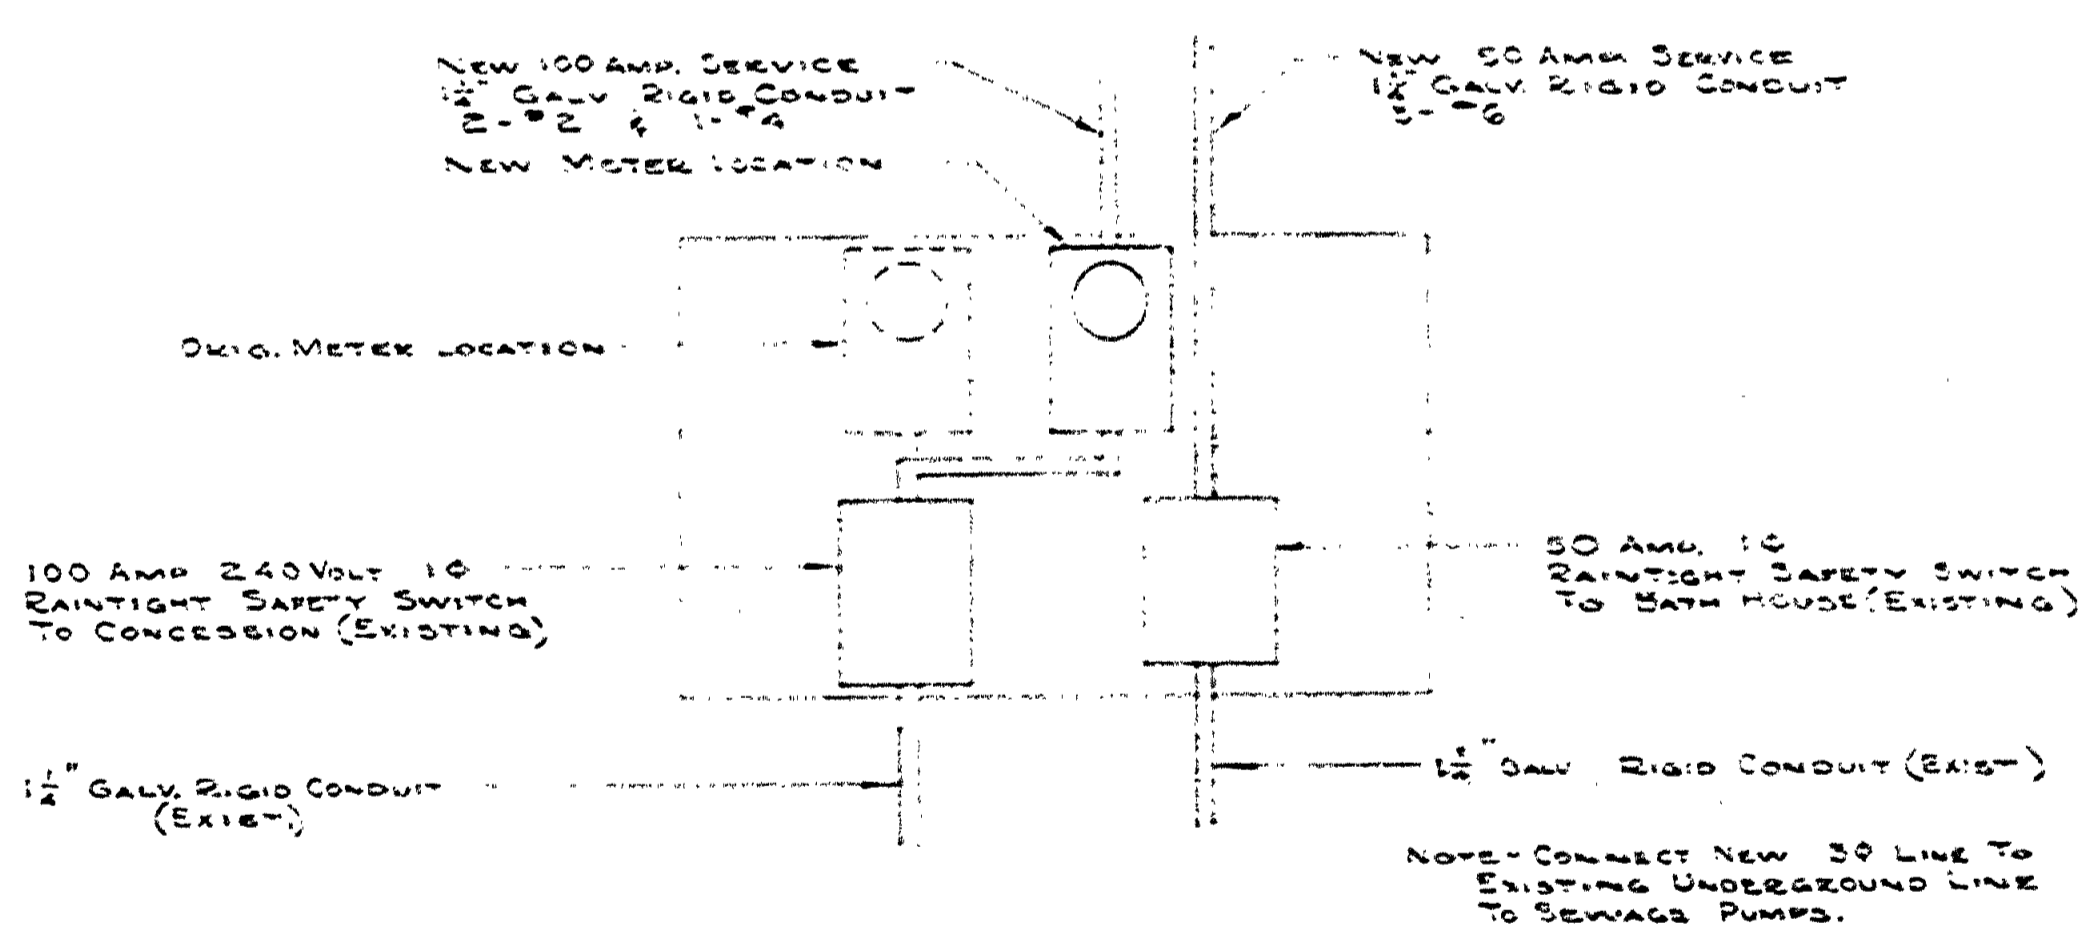 NEW 100 AMP. SERVICE
1¼" GALV. RIGID CONDUIT
2 - #2 & 1 - #4
NEW METER LOCATION
NEW 50 AMP. SERVICE
1¼" GALV. RIGID CONDUIT
3 - #6
ORIG. METER LOCATION
100 AMP 240 VOLT 1Φ
RAINTIGHT SAFETY SWITCH
TO CONCESSION (EXISTING)
50 AMP. 1Φ
RAINTIGHT SAFETY SWITCH
TO BATH HOUSE (EXISTING)
1½" GALV. RIGID CONDUIT
(EXIST.)
GALV. RIGID CONDUIT (EXIST)
NOTE - CONNECT NEW 3Φ LINE TO
EXISTING UNDERGROUND LINE
TO SEWAGE PUMPS.